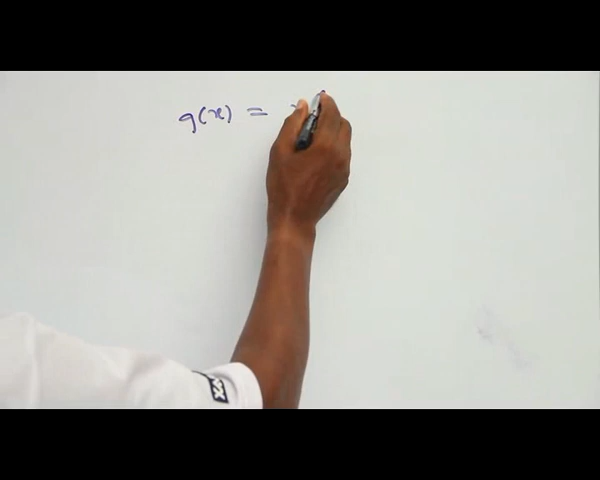 g(x) =